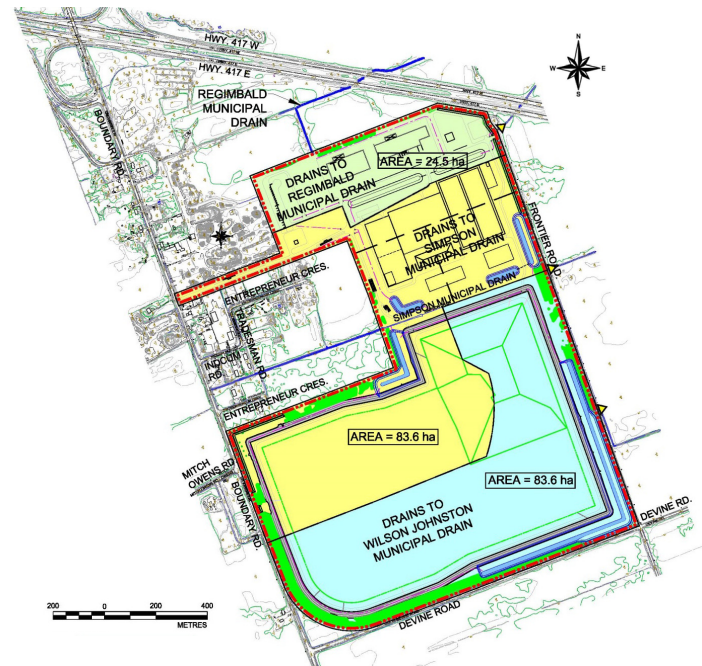 HWY. 417 W
HWY. 417 E
N
W
E
S
REGIMBALD
MUNICIPAL
DRAIN
BOUNDARY RD.
AREA = 24.5 ha
DRAINS TO
REGIMBALD
MUNICIPAL DRAIN
DRAINS TO
SIMPSON
MUNICIPAL DRAIN
FRONTIER ROAD
ENTREPRENEUR CRES.
SIMPSON MUNICIPAL DRAIN
TRADESMAN RD
INDCUM
RD
ENTREPRENEUR CRES.
AREA = 83.6 ha
MITCH
OWENS RD.
AREA = 83.6 ha
BOUNDARY RD.
DRAINS TO
WILSON JOHNSTON
MUNICIPAL DRAIN
DEVINE RD.
DEVINE ROAD
200 0 200 400
METRES